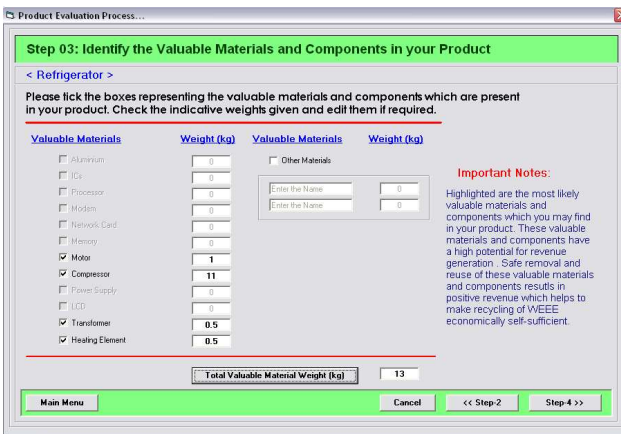 Product Evaluation Process...
Step 03: Identify the Valuable Materials and Components in your Product
< Refrigerator >
Please tick the boxes representing the valuable materials and components which are present
in your product. Check the indicative weights given and edit them if required.
Valuable Materials Weight (kg) Valuable Materials Weight (kg)
Aluminium 0 Other Materials
ICs 0
Processor 0 Enter the Name 0
Modem 0 Enter the Name 0
Network Card 0
Memory 0
Motor 1
Compressor 11
Power Supply 0
LCD 0
Transformer 0.5
Heating Element 0.5
Important Notes:
Highlighted are the most likely
valuable materials and
components which you may find
in your product. These valuable
materials and components have
a high potential for revenue
generation . Safe removal and
reuse of these valuable materials
and components resutls in
positive revenue which helps to
make recycling of WEEE
economically self-sufficient.
Total Valuable Material Weight (kg) 13
Main Menu Cancel << Step-2 Step-4 >>